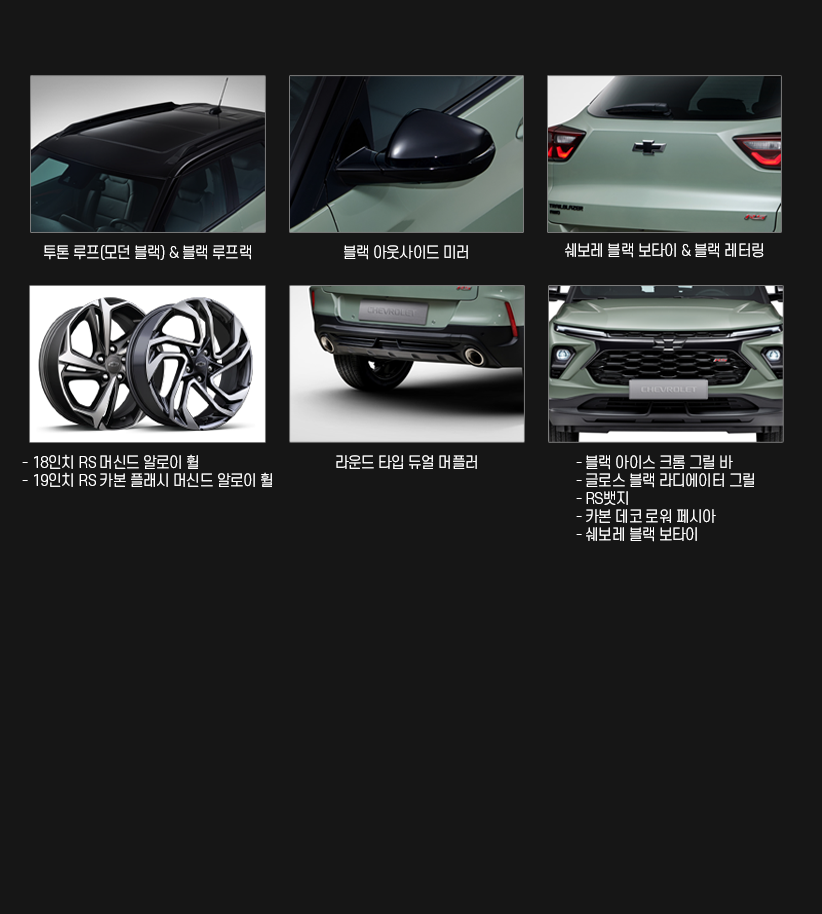 TRAILBLAZER
RS
투톤 루프(모던 블랙) & 블랙 루프랙
블랙 아웃사이드 미러
쉐보레 블랙 보타이 & 블랙 레터링
RS
CHEVROLET
RS
CHEVROLET
- 18인치 RS 머신드 알로이 휠
- 19인치 RS 카본 플래시 머신드 알로이 휠
라운드 타입 듀얼 머플러
- 블랙 아이스 크롬 그릴 바
- 글로스 블랙 라디에이터 그릴
- RS뱃지
- 카본 데코 로워 페시아
- 쉐보레 블랙 보타이